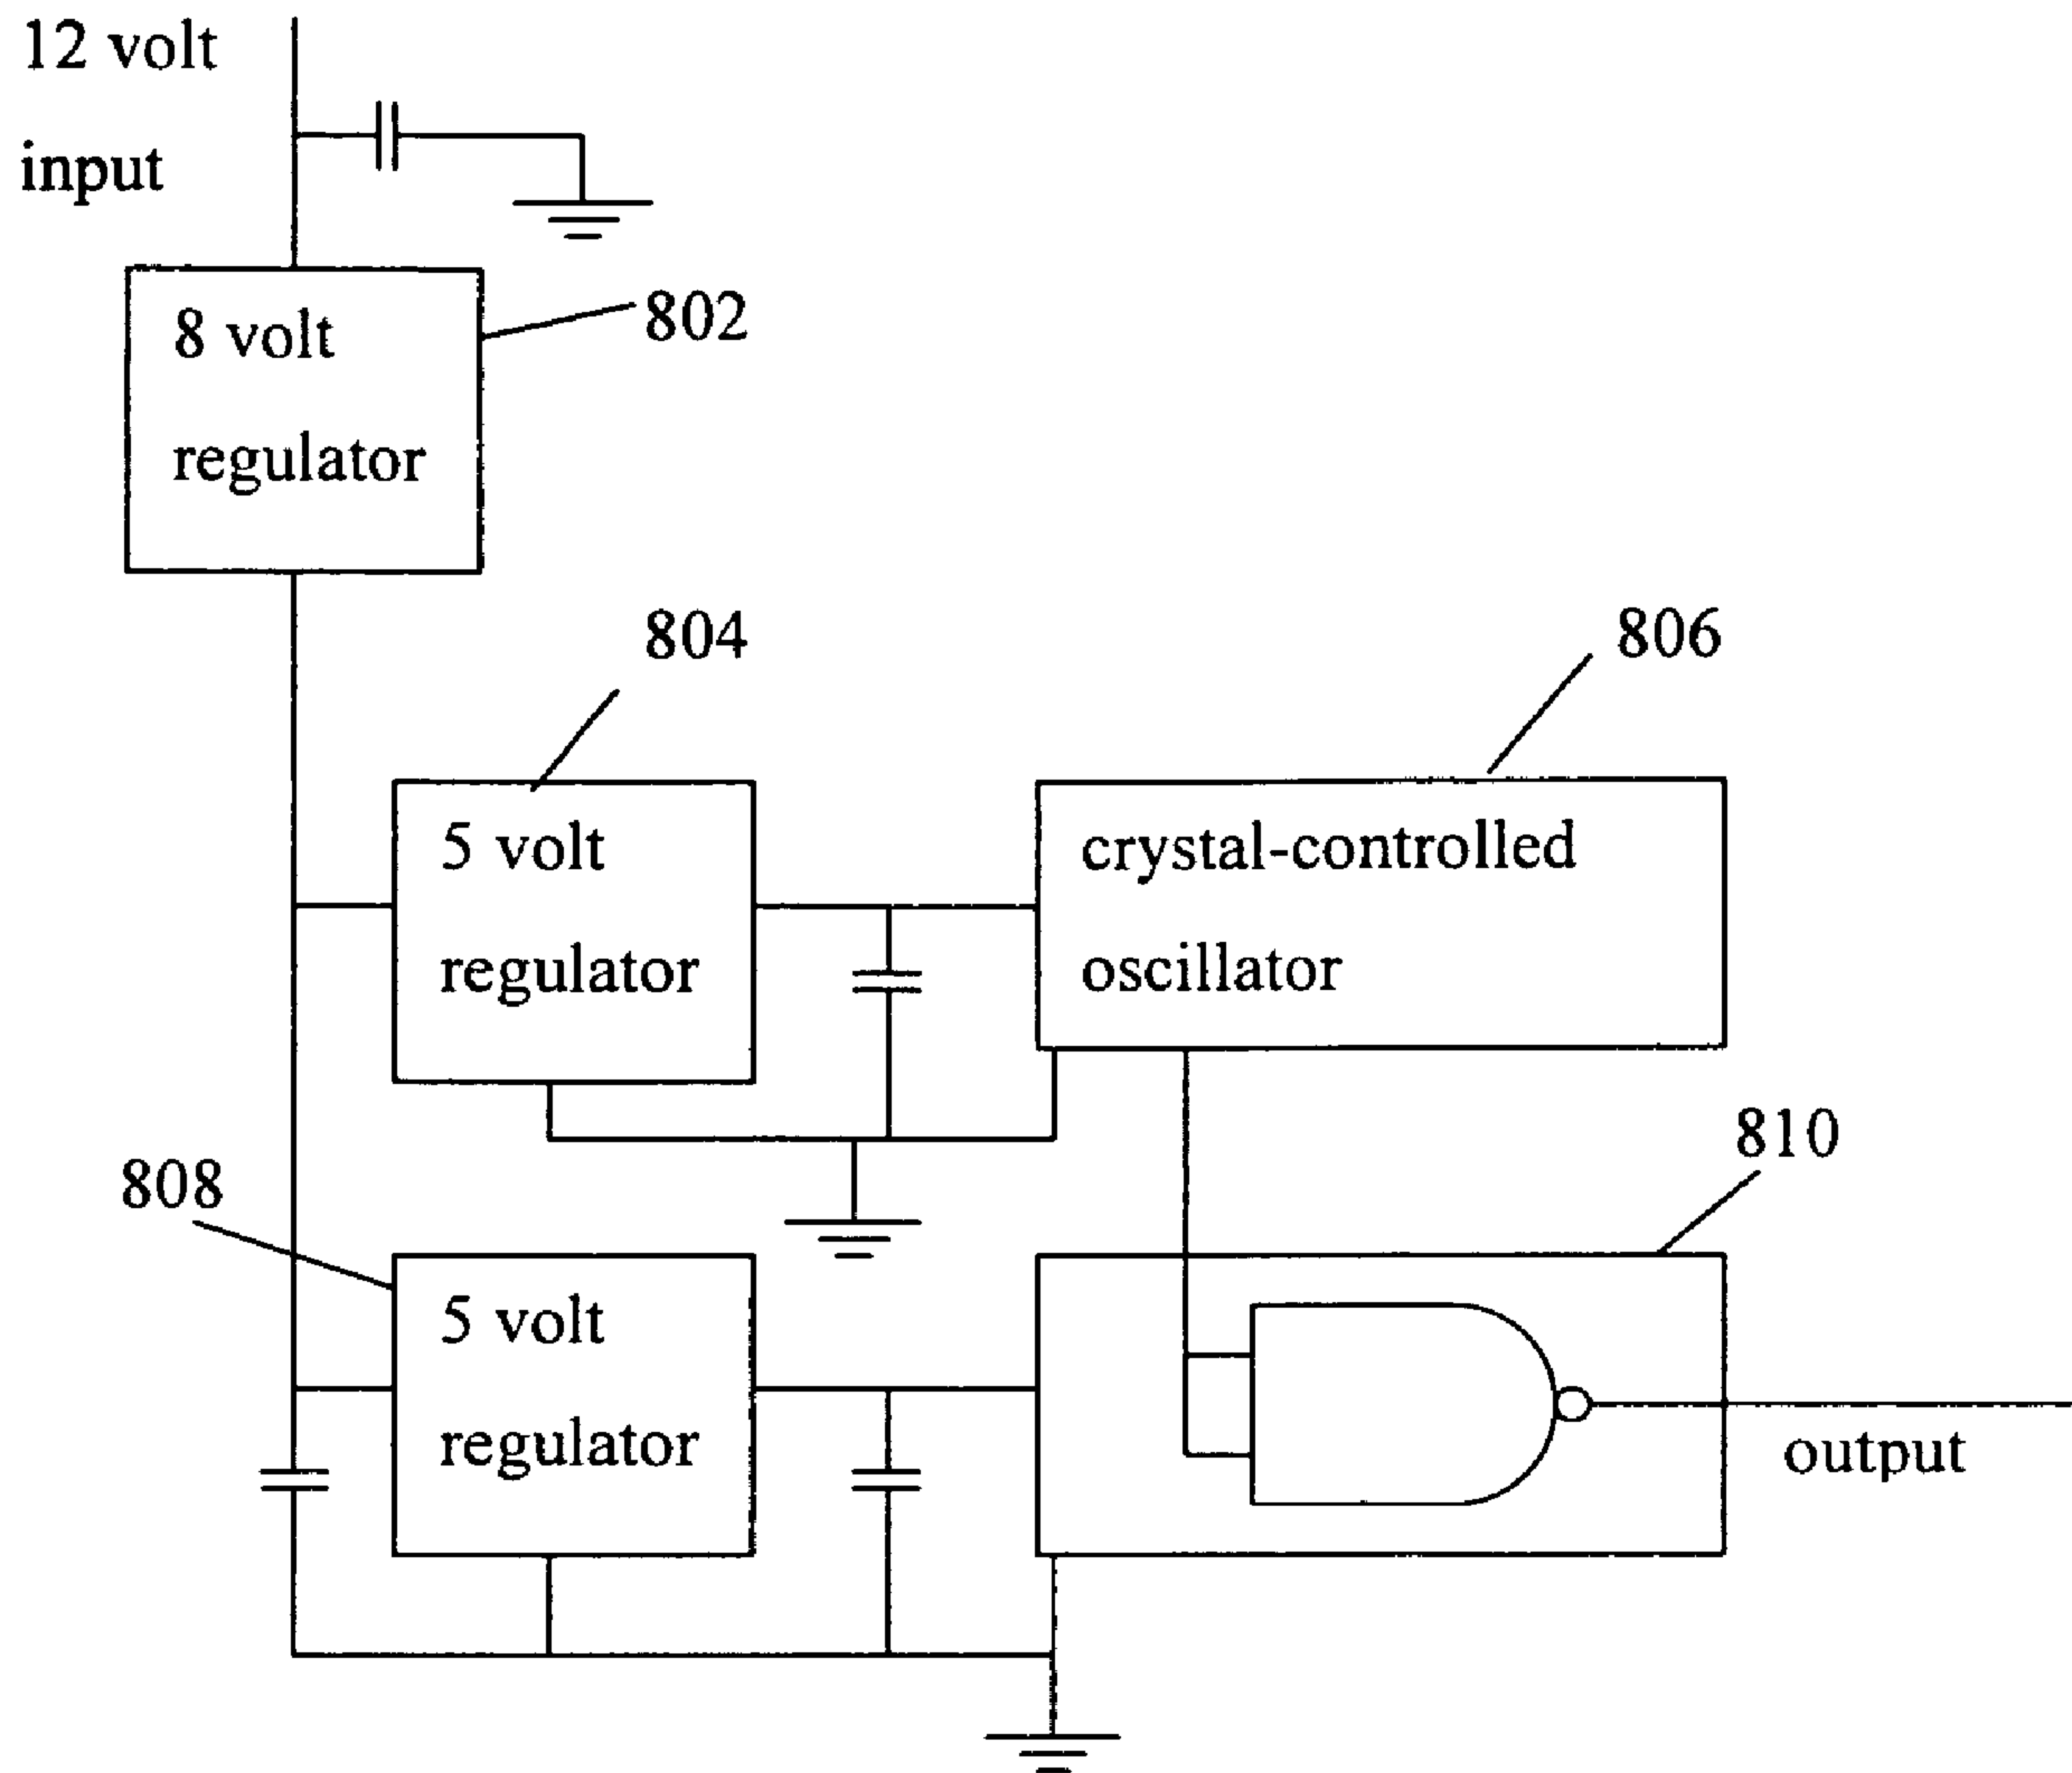 12 volt
input
8 volt
regulator
802
804
806
5 volt
regulator
crystal-controlled
oscillator
808
810
5 volt
regulator
output